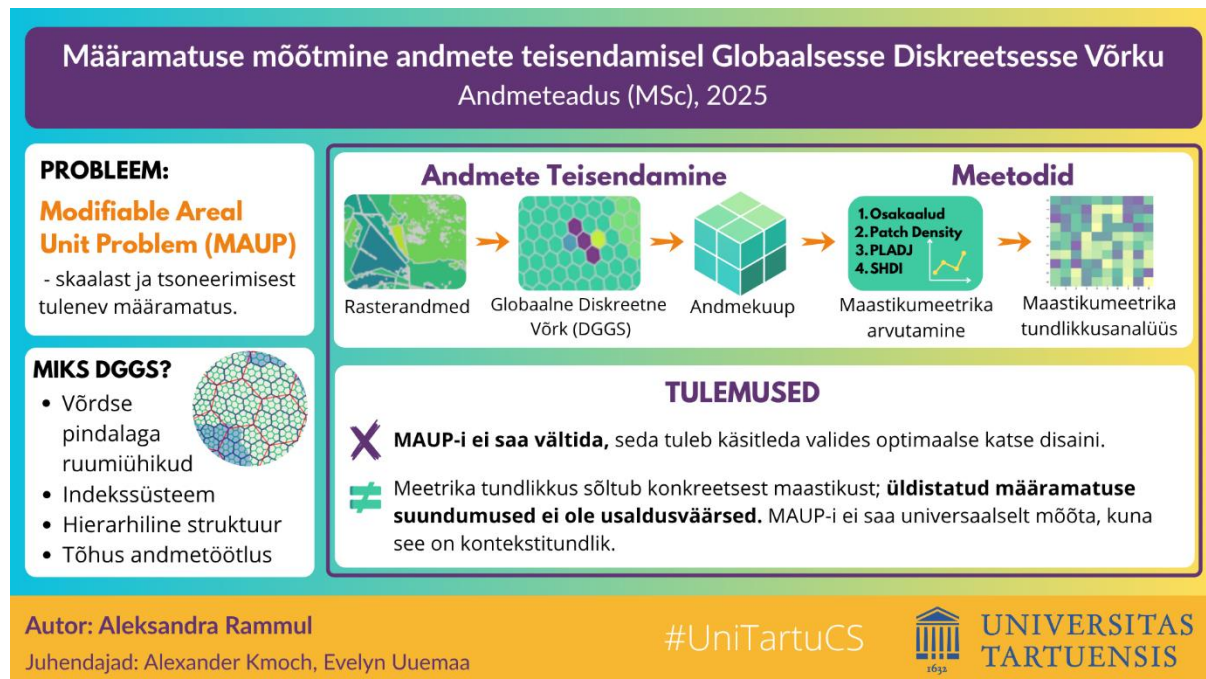 Määramatuse mõõtmine andmete teisendamisel Globaalsesse Diskreetsesse Võrku
Andmeteadus (MSc), 2025
PROBLEEM:
Modifiable Areal
Unit Problem (MAUP)
- skaalast ja tsoneerimisest
tulenev määramatus.
MIKS DGGS?
• Võrdse
pindalaga
ruumiühikud
• Indekssüsteem
• Hierarhiline struktuur
• Tõhus andmetöötlus
Andmete Teisendamine
Rasterandmed
Globaalne Diskreetne
Võrk (DGGS)
Andmekuup
Meetodid
1. Osakaalud
2. Patch Density
3. PLADJ
4. SHDI
Maastikumeetrika
arvutamine
Maastikumeetrika
tundlikkusanalüüs
TULEMUSED
MAUP-i ei saa vältida, seda tuleb käsitleda valides optimaalse katse disaini.
Meetrika tundlikkus sõltub konkreetsest maastikust; üldistatud määramatuse
suundumused ei ole usaldusväärsed. MAUP-i ei saa universaalselt mõõta, kuna
see on kontekstitundlik.
Autor: Aleksandra Rammul
Juhendajad: Alexander Kmoch, Evelyn Uuemaa
#UniTartuCS
1632
UNIVERSITAS
TARTUENSIS